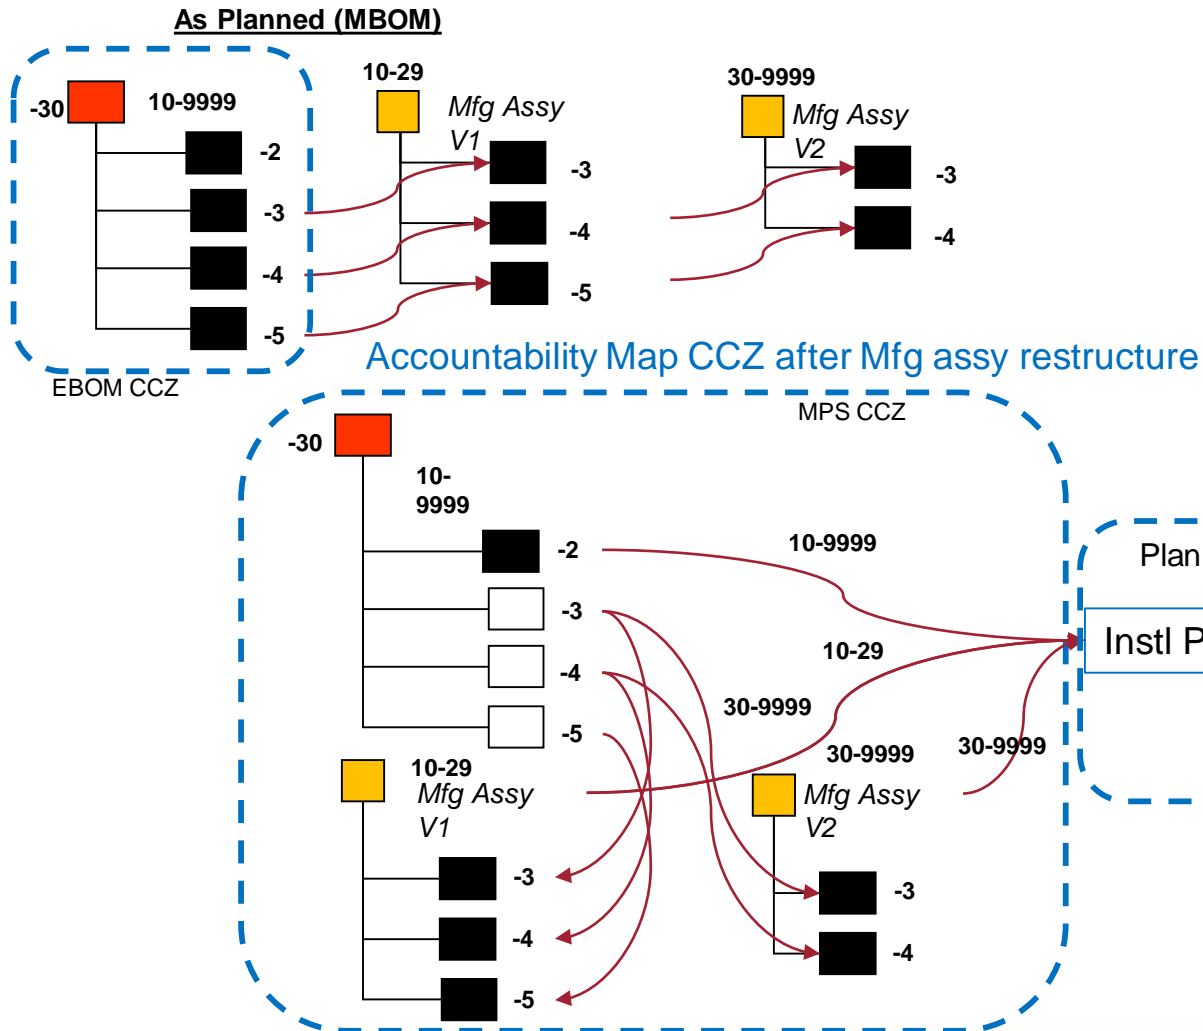 As Planned (MBOM)
-30
10-9999
-2
-3
-4
-5
EBOM CCZ
10-29
Mfg Assy
V1
-3
-4
-5
30-9999
Mfg Assy
V2
-3
-4
Accountability Map CCZ after Mfg assy restructure
MPS CCZ
-30
10-
9999
-2
-3
-4
-5
10-9999
10-29
30-9999
30-9999
30-9999
Plan
Instl P
10-29
Mfg Assy
V1
-3
-4
-5
Mfg Assy
V2
-3
-4